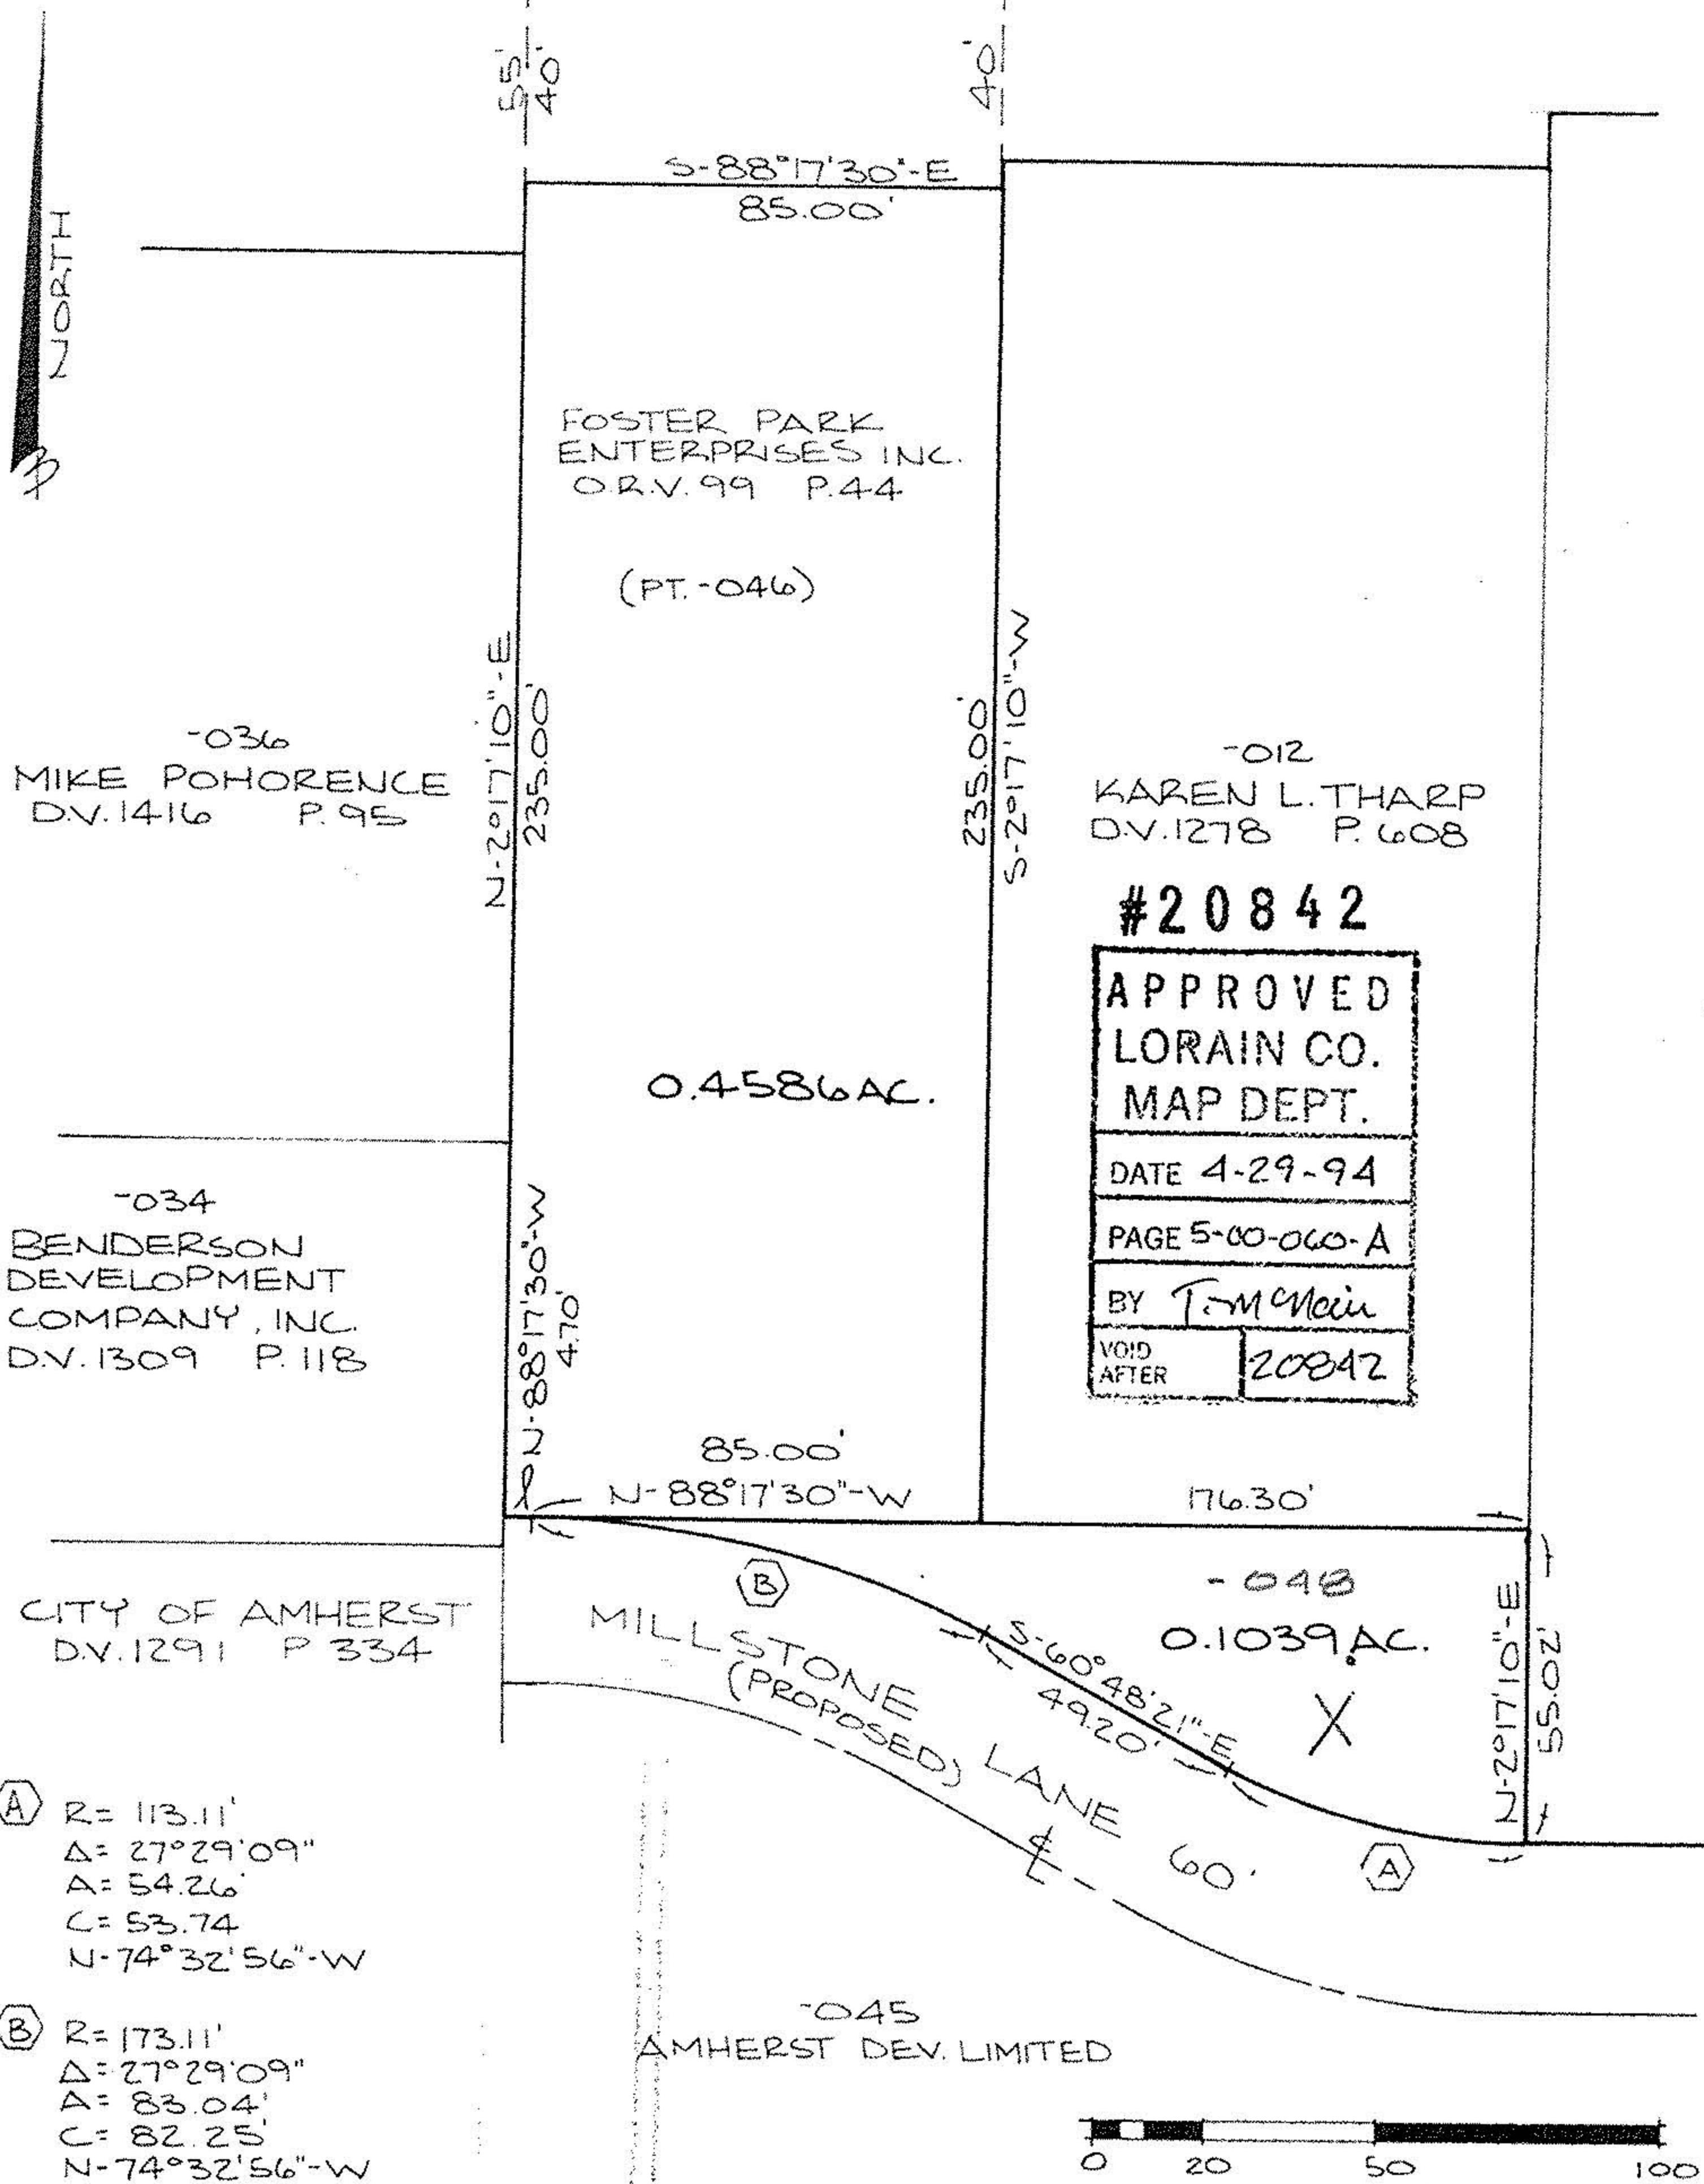 55'
40'
40'
S-88°17'30"-E
85.00'
NORTH
FOSTER PARK
ENTERPRISES INC.
O.R.V. 99 P.44
(PT.-046)
N-2°17'10"-E
235.00'
235.00'
S-2°17'10"-W
-036
MIKE POHORENCE
D.V. 1416 P. 95
-012
KAREN L. THARP
D.V. 1278 P. 608
#20842
APPROVED
LORAIN CO.
MAP DEPT.
DATE 4-29-94
PAGE 5-00-060-A
BY
VOID
AFTER 20842
0.4586 AC.
-034
BENDERSON
DEVELOPMENT
COMPANY, INC.
D.V. 1309 P. 118
N-88°17'30"-W
4.70'
85.00'
N-88°17'30"-W
176.30'
CITY OF AMHERST
D.V. 1291 P 334
B
MILLSTONE LANE 60'
(PROPOSED)
S-60°48'21"-E
49.20'
-048
0.1039 AC.
X
N-2°17'10"-E
55.02'
A
A R= 113.11'
Δ= 27°29'09"
A= 54.26'
C= 53.74
N-74°32'56"-W
B R= 173.11'
Δ= 27°29'09"
A= 83.04'
C= 82.25'
N-74°32'56"-W
-045
AMHERST DEV. LIMITED
0 20 50 100